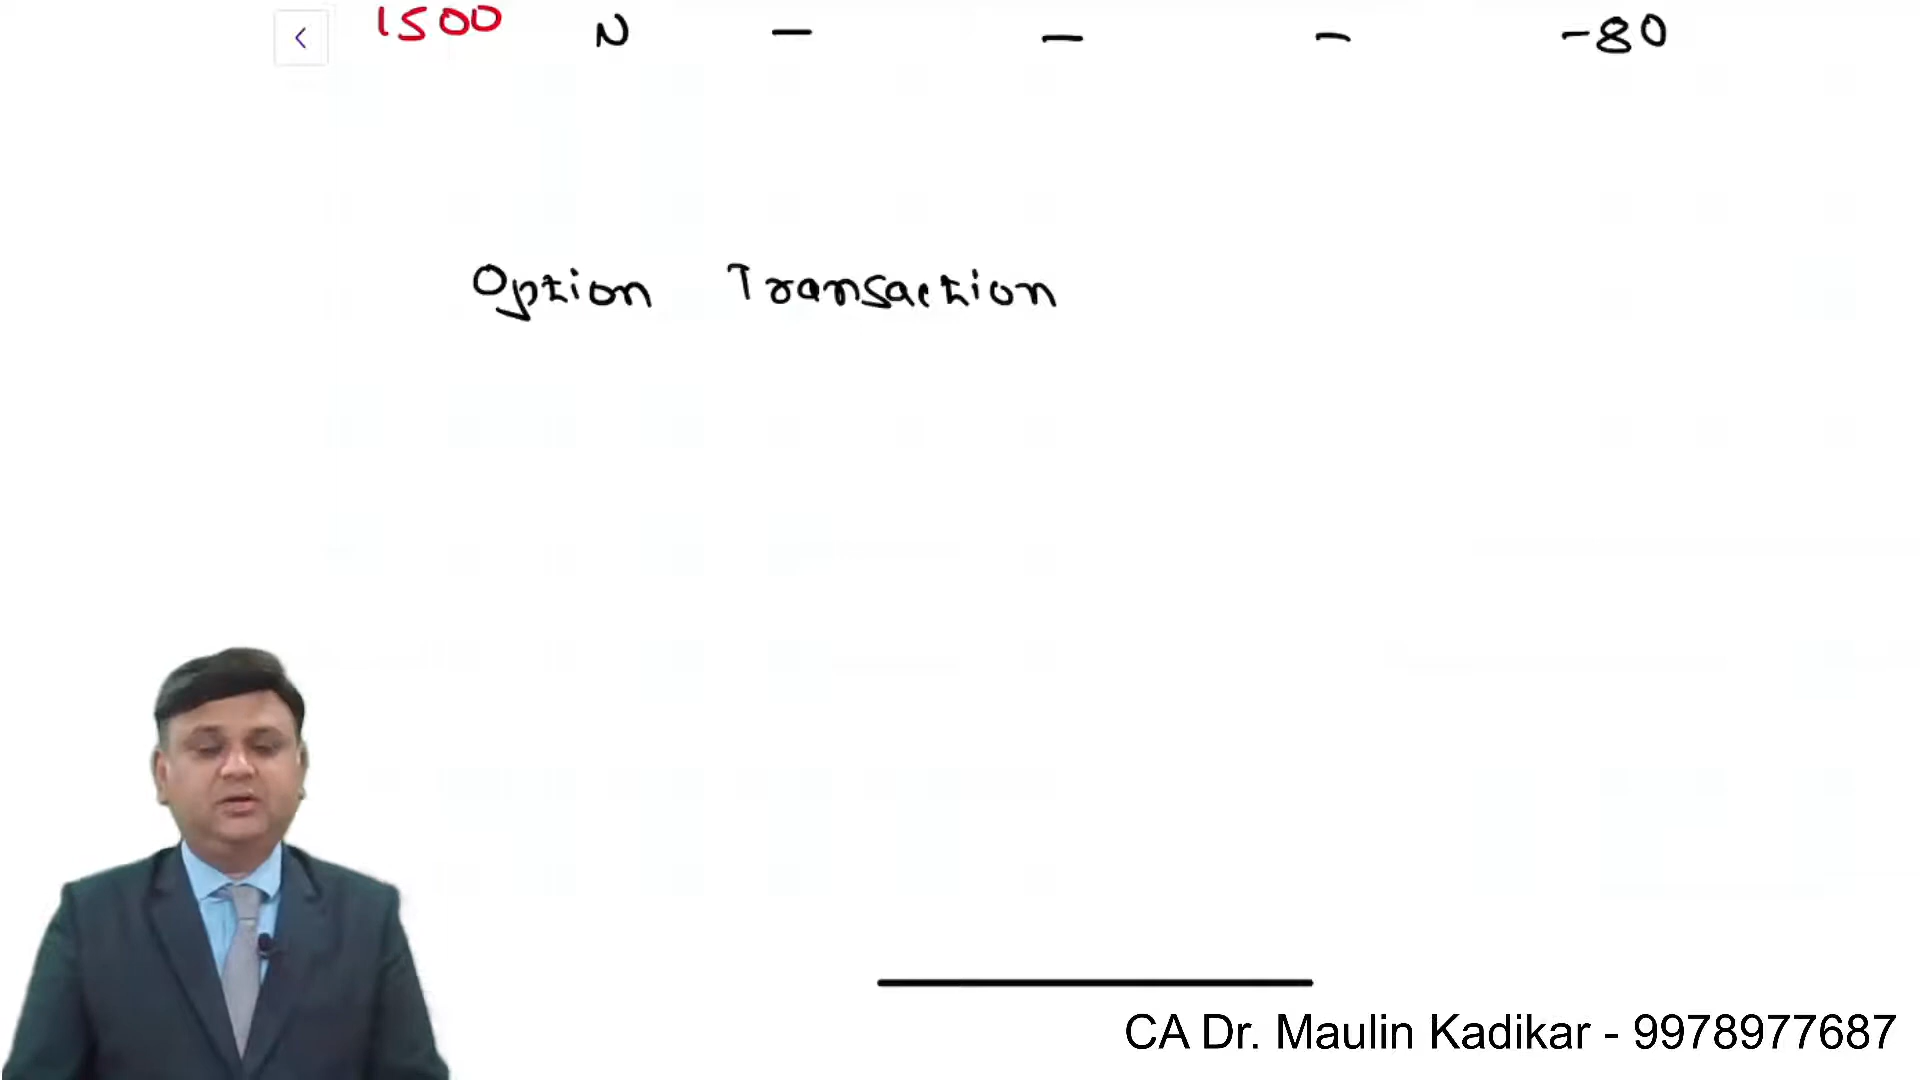 1500 N – – – -80
Option Transaction
CA Dr. Maulin Kadikar - 9978977687